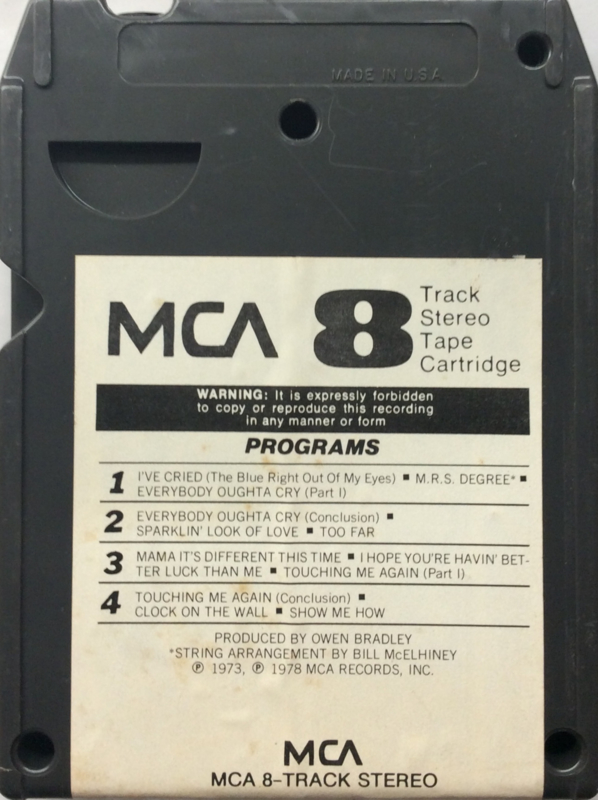 MADE IN U.S.A
MCA 8 Track
Stereo
Tape
Cartridge
WARNING: It is expressly forbidden
to copy or reproduce this recording
in any manner or form
PROGRAMS
1 I'VE CRIED (The Blue Right Out Of My Eyes) ■ M.R.S. DEGREE* ■
EVERYBODY OUGHTA CRY (Part I)
2 EVERYBODY OUGHTA CRY (Conclusion) ■
SPARKLIN' LOOK OF LOVE ■ TOO FAR
3 MAMA IT'S DIFFERENT THIS TIME ■ I HOPE YOU'RE HAVIN' BET-
TER LUCK THAN ME ■ TOUCHING ME AGAIN (Part I)
4 TOUCHING ME AGAIN (Conclusion) ■
CLOCK ON THE WALL ■ SHOW ME HOW
PRODUCED BY OWEN BRADLEY
*STRING ARRANGEMENT BY BILL McELHINEY
℗ 1973, ℗ 1978 MCA RECORDS, INC.
MCA
MCA 8-TRACK STEREO